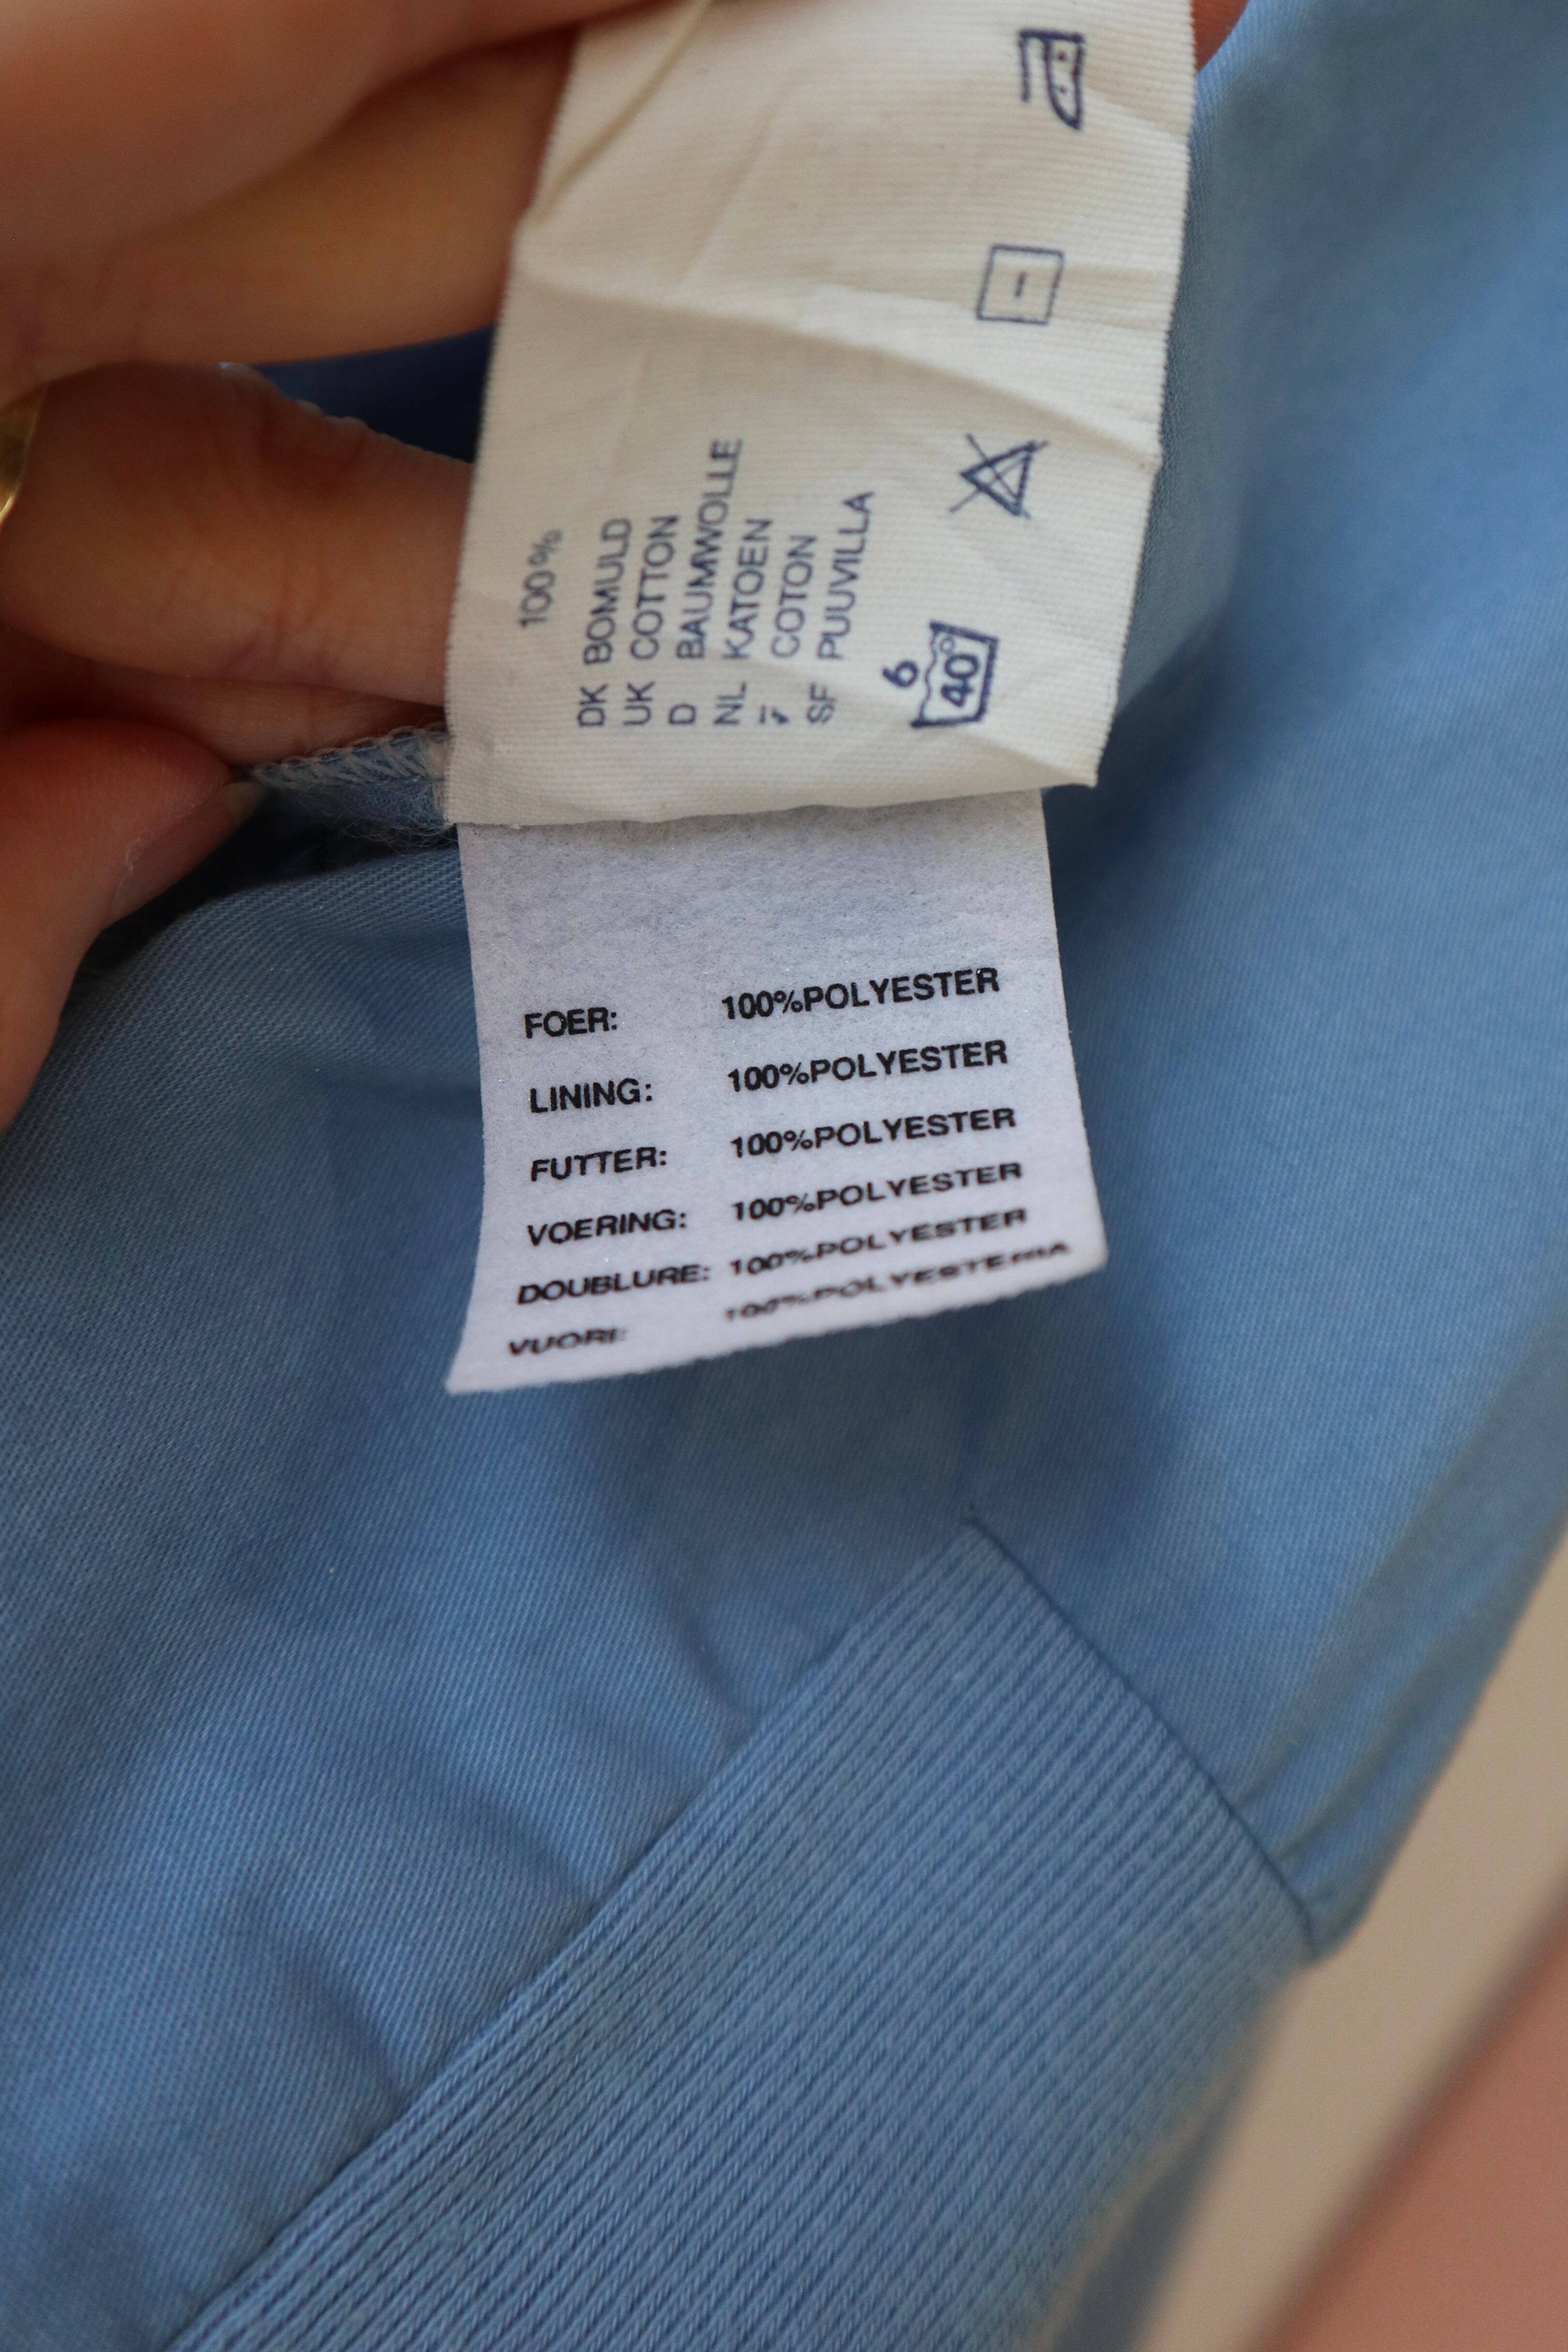 100%
DK BOMULD
UK COTTON
D BAUMWOLLE
NL KATOEN
COTON
SF PUUVILLA
6
40°
FOER: 100%POLYESTER
LINING: 100%POLYESTER
FUTTER: 100%POLYESTER
VOERING: 100%POLYESTER
DOUBLURE: 100%POLYESTER
VUORI: 100%POLYESTERIA